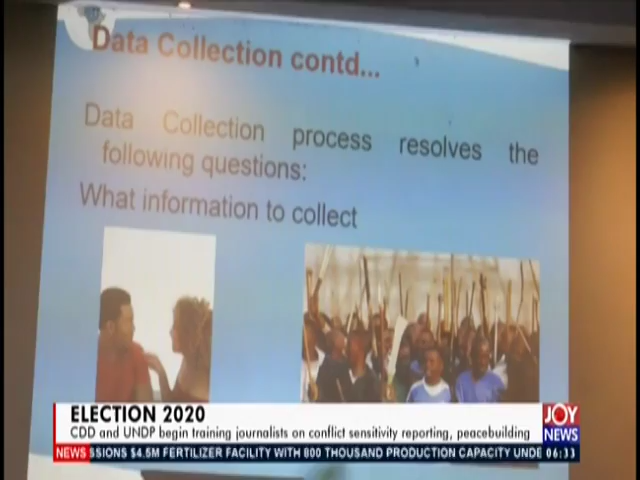 Data Collection contd...
Data Collection process resolves the
following questions:
What information to collect
ELECTION 2020
CDD and UNDP begin training journalists on conflict sensitivity reporting, peacebuilding
JOY
NEWS
NEWS SSIONS $4.5M FERTILIZER FACILITY WITH 800 THOUSAND PRODUCTION CAPACITY UNDE 06:33